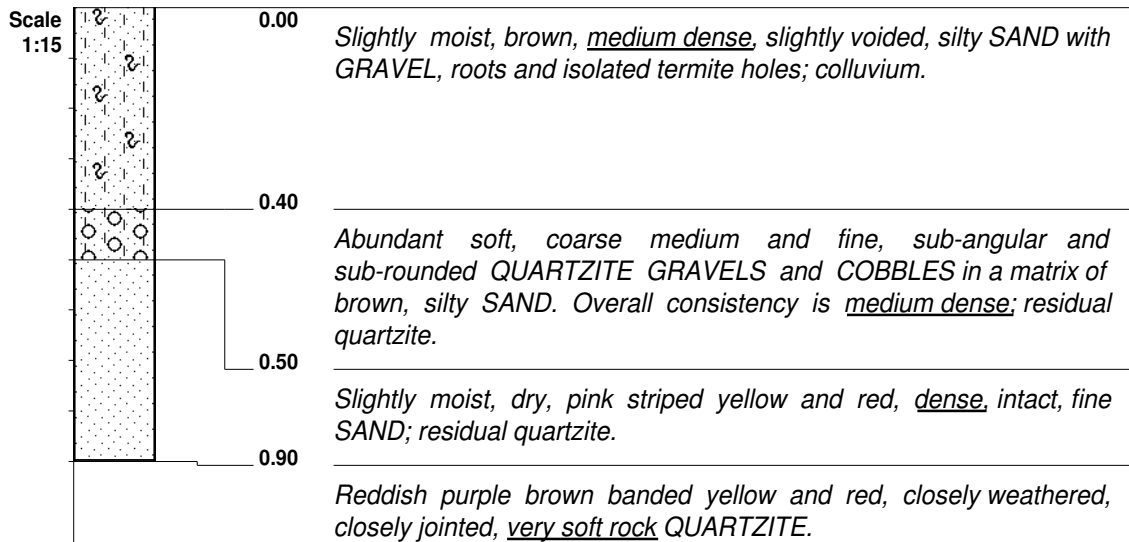 Scale
1:15
0.00
Slightly moist, brown, medium dense, slightly voided, silty SAND with
GRAVEL, roots and isolated termite holes; colluvium.
0.40
Abundant soft, coarse medium and fine, sub-angular and
sub-rounded QUARTZITE GRAVELS and COBBLES in a matrix of
brown, silty SAND. Overall consistency is medium dense; residual
quartzite.
0.50
Slightly moist, dry, pink striped yellow and red, dense, intact, fine
SAND; residual quartzite.
0.90
Reddish purple brown banded yellow and red, closely weathered,
closely jointed, very soft rock QUARTZITE.